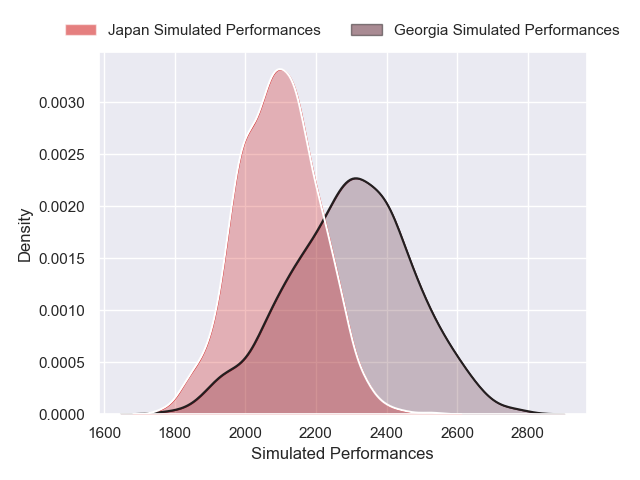 Japan Simulated Performances
Georgia Simulated Performances
0.0030
0.0025
0.0020
0.0015
0.0010
0.0005
0.0000
Density
1600 1800 2000 2200 2400 2600 2800
Simulated Performances